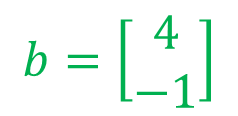 b = [4
-1]